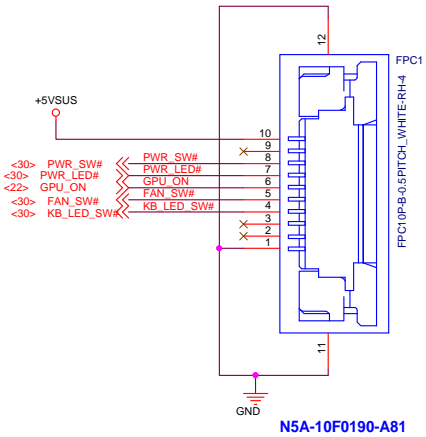 12
FPC1
+5VSUS
10
9
<30> PWR_SW# PWR_SW# 8
<30> PWR_LED# PWR_LED# 7
<22> GPU_ON GPU_ON 6
<30> FAN_SW# FAN_SW# 5
<30> KB_LED_SW# KB_LED_SW# 4
3
2
1
FPC10P-B-0.5PITCH_WHITE-RH-4
11
GND
N5A-10F0190-A81